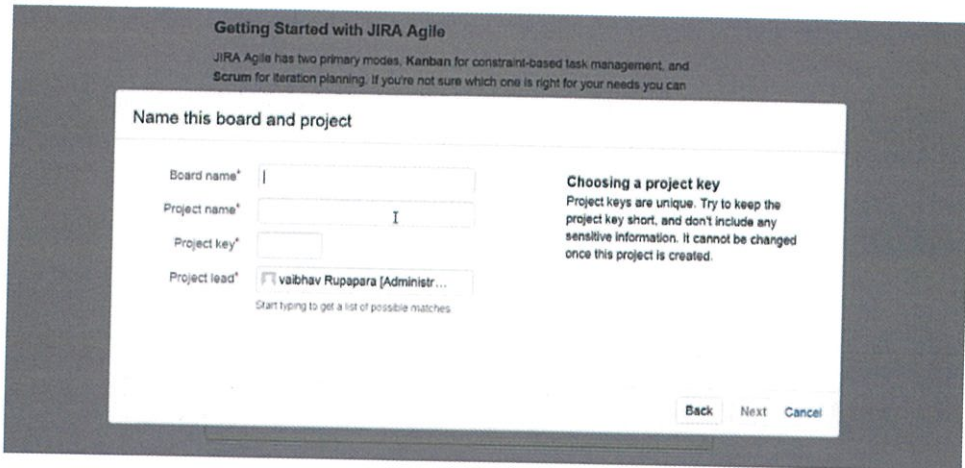 Getting Started with JIRA Agile
JIRA Agile has two primary modes, Kanban for constraint-based task management, and
Scrum for iteration planning. If you're not sure which one is right for your needs you can
Name this board and project
Board name*
Project name*
Project key*
Project lead*
vaibhav Rupapara [Administr...
Start typing to get a list of possible matches
Choosing a project key
Project keys are unique. Try to keep the
project key short, and don't include any
sensitive information. It cannot be changed
once this project is created.
Back Next Cancel